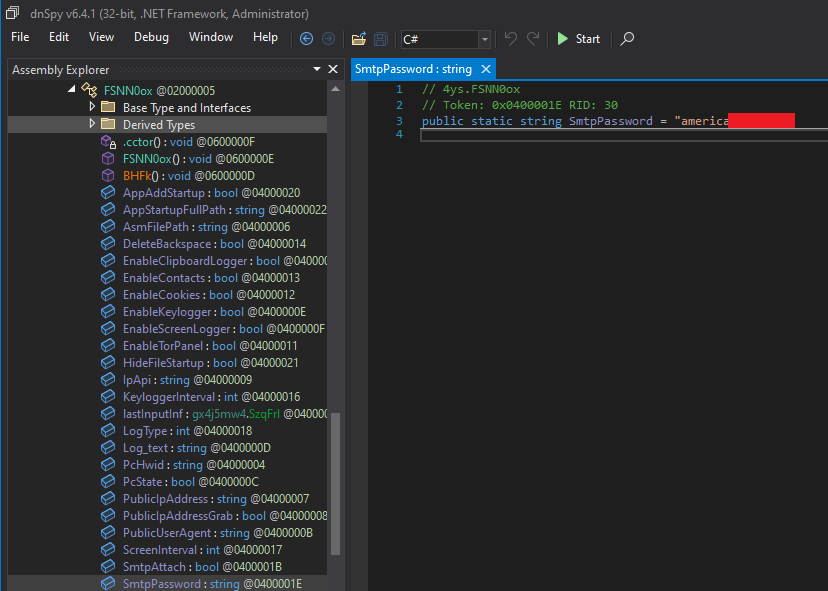 dnSpy v6.4.1 (32-bit, .NET Framework, Administrator)
File Edit View Debug Window Help C# Start
Assembly Explorer
SmtpPassword : string
FSNN0ox @02000005
Base Type and Interfaces
Derived Types
.cctor() : void @0600000F
FSNN0ox() : void @0600000E
BHFk() : void @0600000D
AppAddStartup : bool @04000020
AppStartupFullPath : string @04000022
AsmFilePath : string @04000006
DeleteBackspace : bool @04000014
EnableClipboardLogger : bool @040000
EnableContacts : bool @04000013
EnableCookies : bool @04000012
EnableKeylogger : bool @0400000E
EnableScreenLogger : bool @0400000F
EnableTorPanel : bool @04000011
HideFileStartup : bool @04000021
IpApi : string @04000009
KeyloggerInterval : int @04000016
lastInputInf : gx4j5mw4.SzqFrI @040000
LogType : int @04000018
Log_text : string @0400000D
PcHwid : string @04000004
PcState : bool @0400000C
PublicIpAddress : string @04000007
PublicIpAddressGrab : bool @04000008
PublicUserAgent : string @0400000B
ScreenInterval : int @04000017
SmtpAttach : bool @0400001B
SmtpPassword : string @0400001E
1 // 4ys.FSNN0ox
2 // Token: 0x0400001E RID: 30
3 public static string SmtpPassword = "america
4